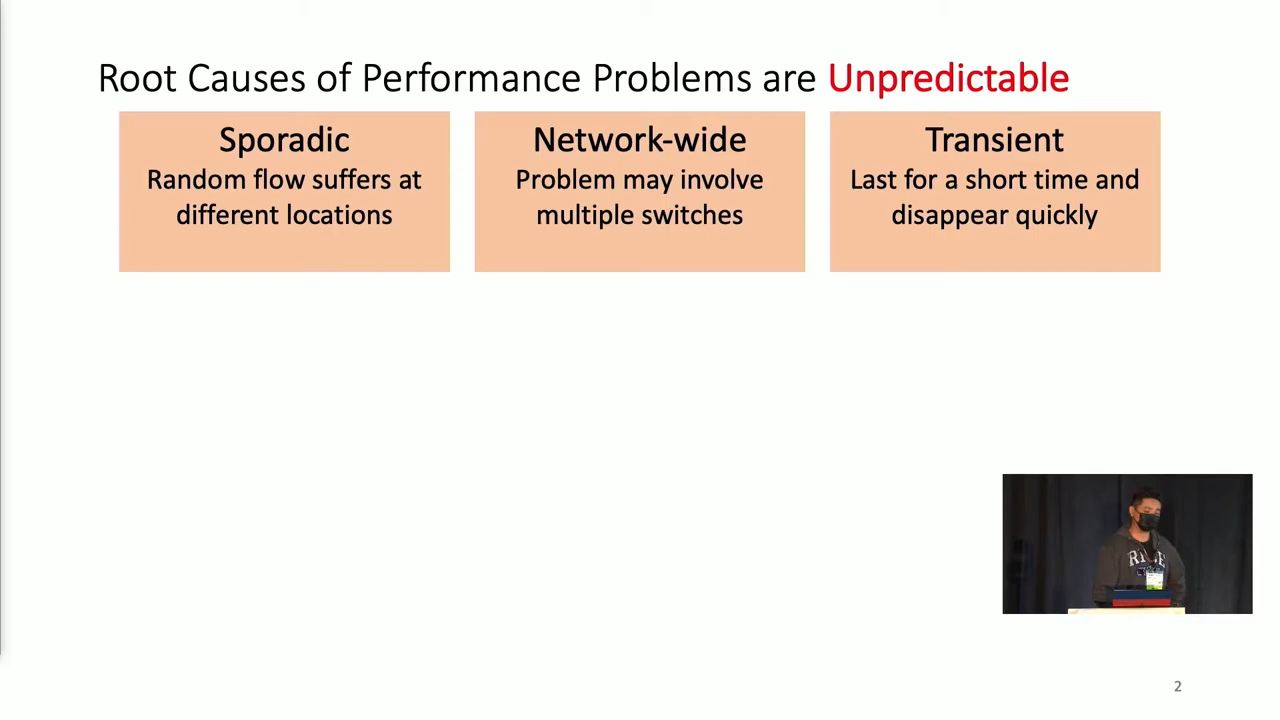 Root Causes of Performance Problems are Unpredictable
Sporadic
Random flow suffers at
different locations
Network-wide
Problem may involve
multiple switches
Transient
Last for a short time and
disappear quickly
2